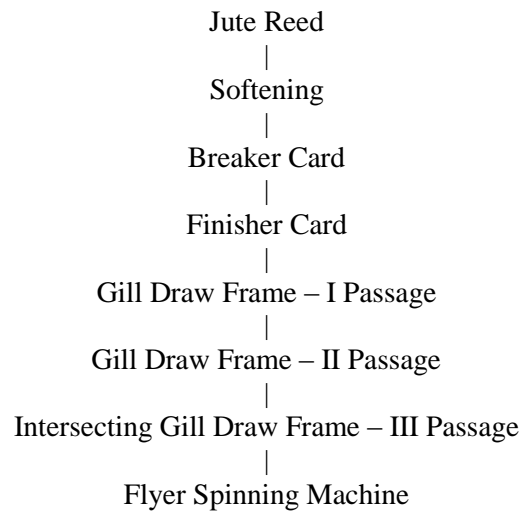 Jute Reed
Softening
Breaker Card
Finisher Card
Gill Draw Frame – I Passage
Gill Draw Frame – II Passage
Intersecting Gill Draw Frame – III Passage
Flyer Spinning Machine